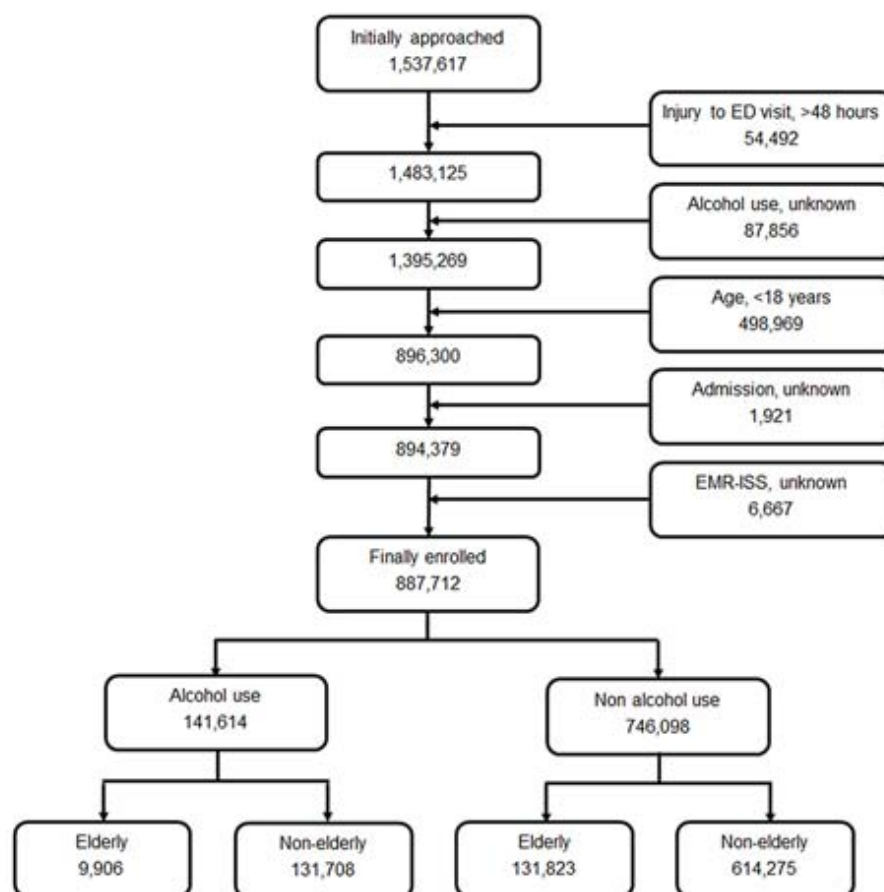 Initially approached
1,537,617
Injury to ED visit, >48 hours
54,492
1,483,125
Alcohol use, unknown
87,856
1,395,269
Age, <18 years
498,969
896,300
Admission, unknown
1,921
894,379
EMR-ISS, unknown
6,667
Finally enrolled
887,712
Alcohol use
141,614
Non alcohol use
746,098
Elderly
9,906
Non-elderly
131,708
Elderly
131,823
Non-elderly
614,275